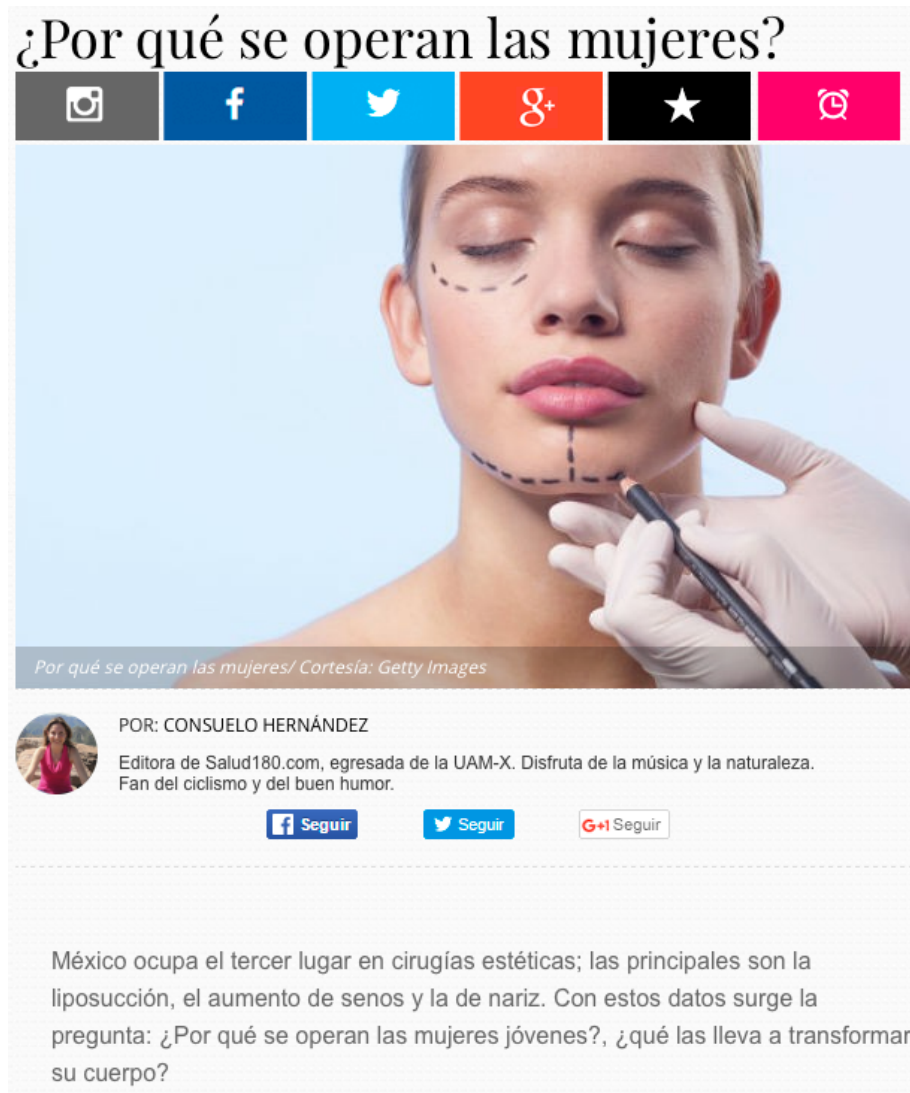 ¿Por qué se operan las mujeres?
f
g+
Por qué se operan las mujeres/ Cortesía: Getty Images
POR: CONSUELO HERNÁNDEZ
Editora de Salud180.com, egresada de la UAM-X. Disfruta de la música y la naturaleza.
Fan del ciclismo y del buen humor.
f Seguir
Seguir
G+1 Seguir
México ocupa el tercer lugar en cirugías estéticas; las principales son la
liposucción, el aumento de senos y la de nariz. Con estos datos surge la
pregunta: ¿Por qué se operan las mujeres jóvenes?, ¿qué las lleva a transformar
su cuerpo?